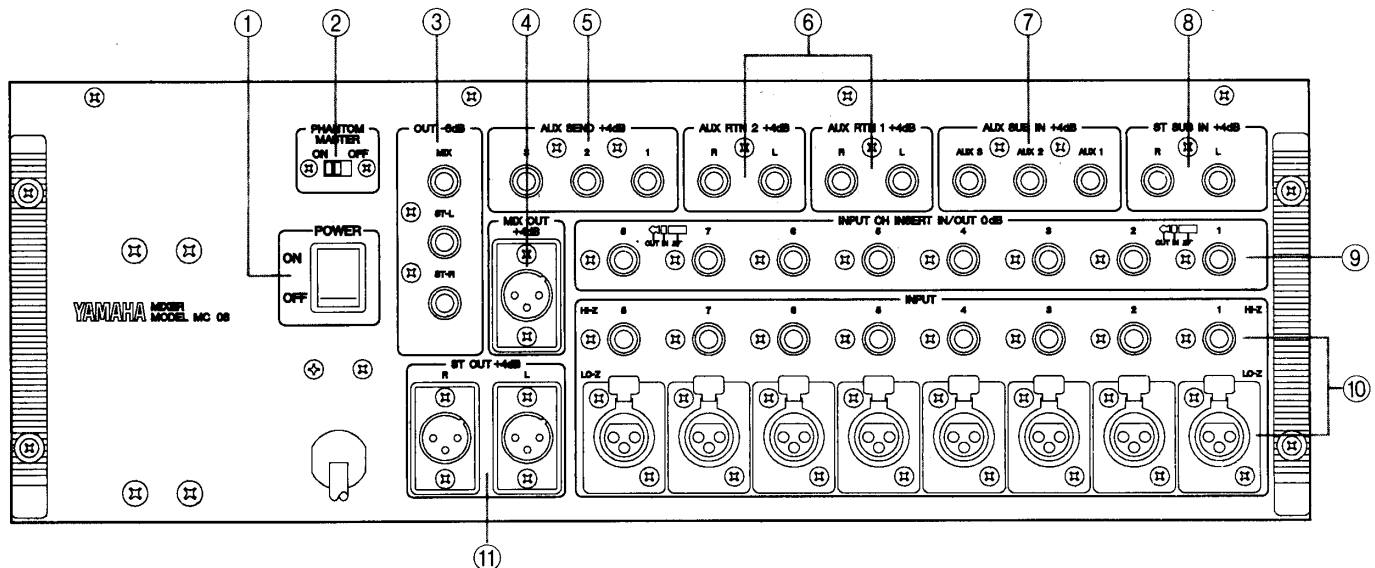 ① ② ③ ④ ⑤ ⑥ ⑦ ⑧
PHANTOM
MASTER
ON OFF
OUT -6dB
MIX
ST-L
ST-R
AUX SEND +4dB
3 2 1
AUX RTN 2 +4dB
R L
AUX RTN 1 +4dB
R L
AUX SUB IN +4dB
AUX 3 AUX 2 AUX 1
ST SUB IN +4dB
R L
POWER
ON
OFF
MIX OUT
+4dB
INPUT CH INSERT IN/OUT 0dB
8 OUT IN 7 6 5 4 3 2 OUT IN 1
⑨
YAMAHA MIXER
MODEL MC 08
INPUT
HI-Z 8 7 6 5 4 3 2 1 HI-Z
LO-Z LO-Z
⑩
ST OUT +4dB
R L
⑪